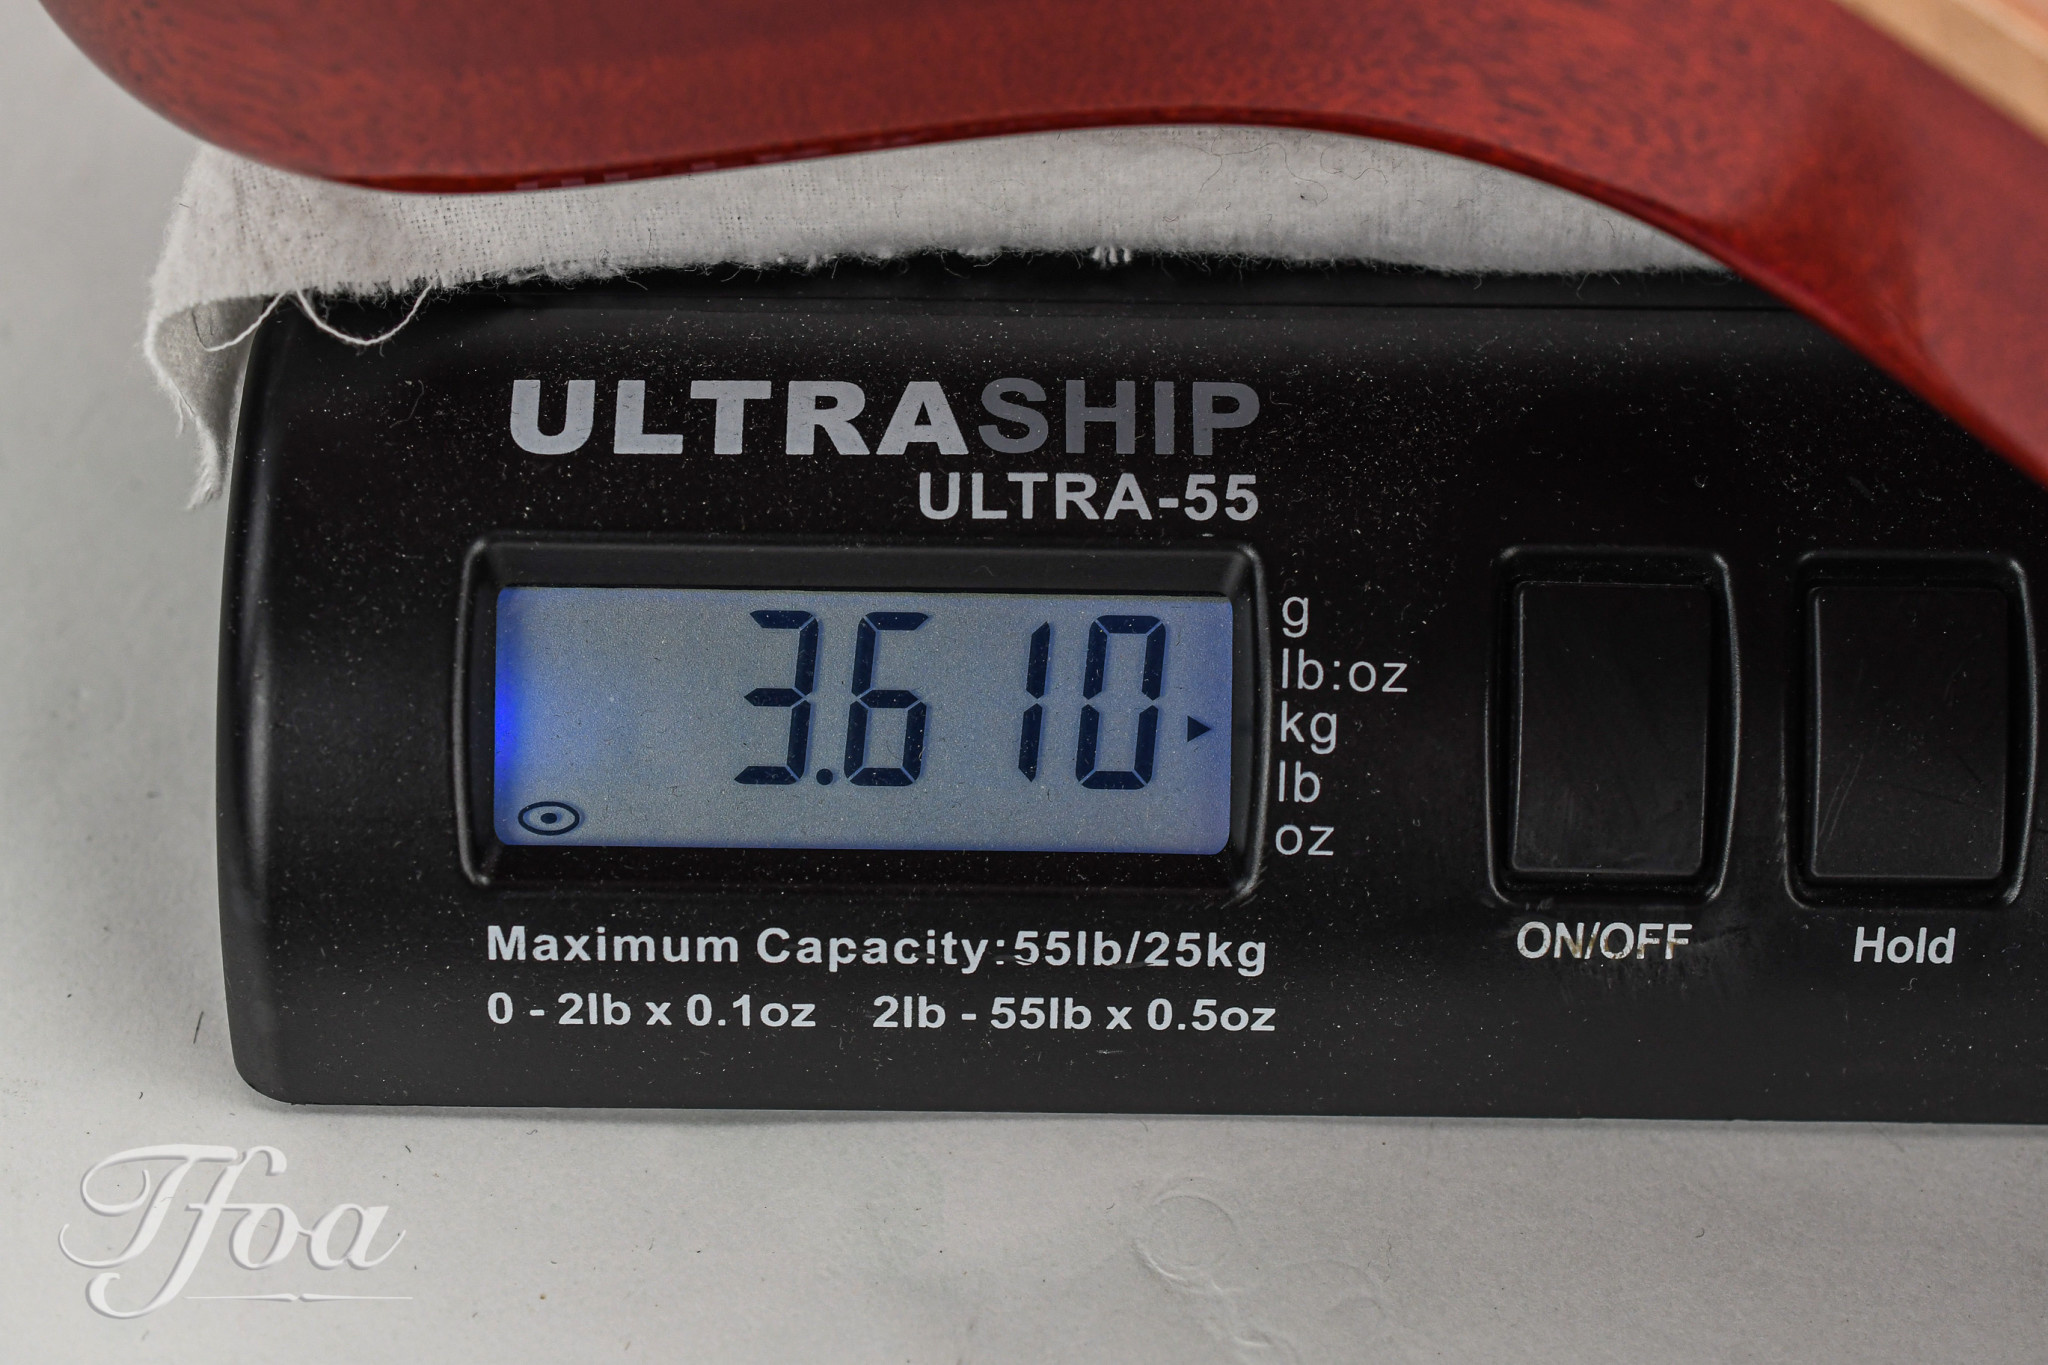 ULTRASHIP
ULTRA-55
3.610
g
lb:oz
kg
lb
oz
ON/OFF
Hold
Maximum Capacity:55lb/25kg
0 - 2lb x 0.1oz 2lb - 55lb x 0.5oz
Tfoa